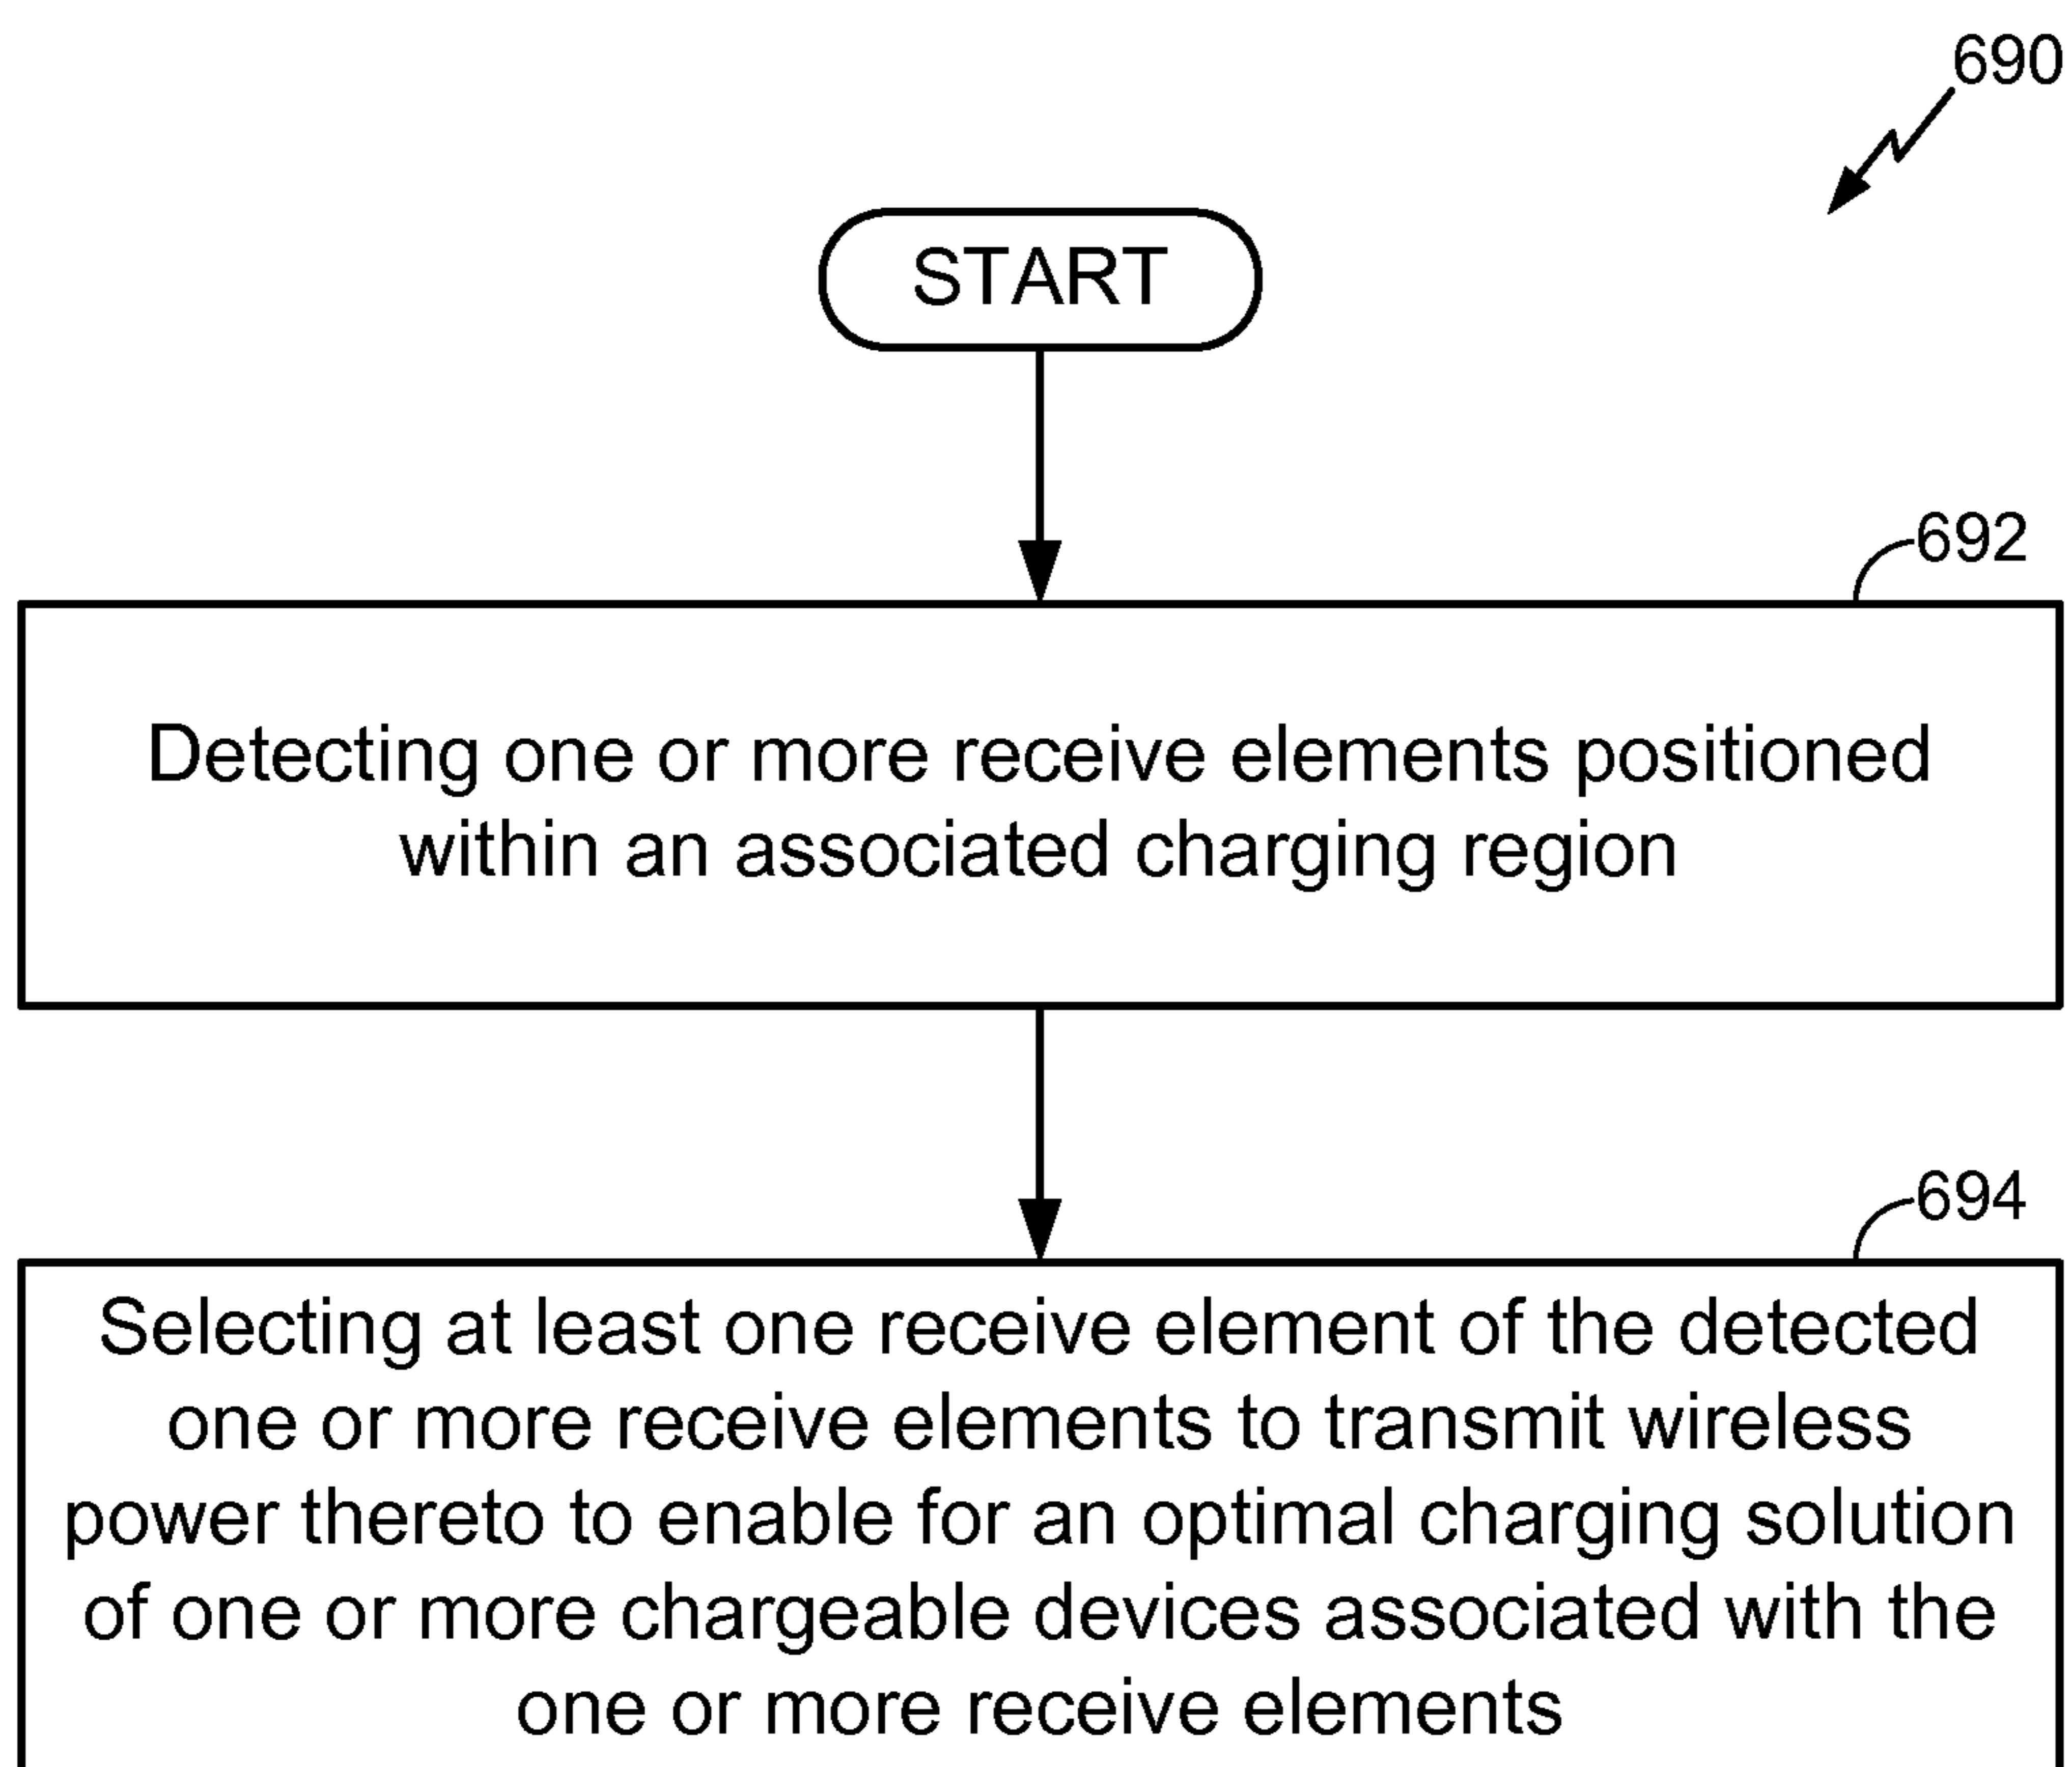 690
START
692
Detecting one or more receive elements positioned
within an associated charging region
694
Selecting at least one receive element of the detected
one or more receive elements to transmit wireless
power thereto to enable for an optimal charging solution
of one or more chargeable devices associated with the
one or more receive elements